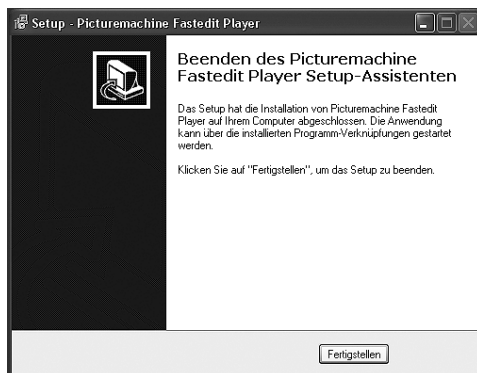 Setup - Picturemachine Fastedit Player
Beenden des Picturemachine
Fastedit Player Setup-Assistenten
Das Setup hat die Installation von Picturemachine Fastedit
Player auf Ihrem Computer abgeschlossen. Die Anwendung
kann über die installierten Programm-Verknüpfungen gestartet
werden.
Klicken Sie auf "Fertigstellen", um das Setup zu beenden.
Fertigstellen